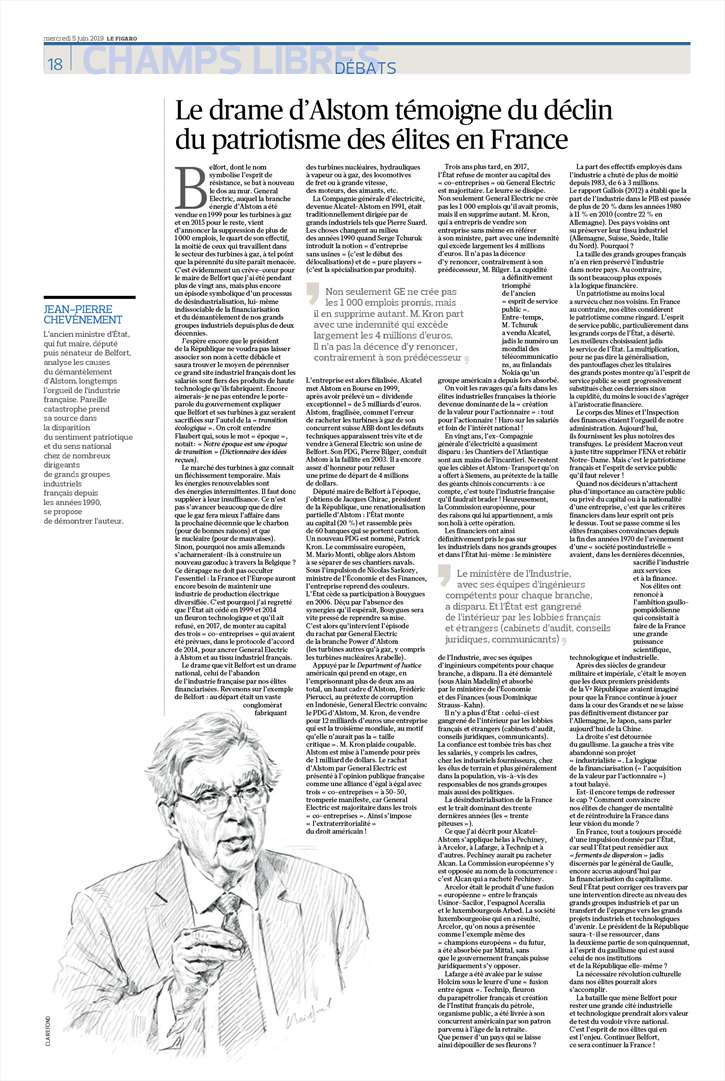 mercredi 5 juin 2019 LE FIGARO
18
CHAMPS LIBRES
DÉBATS
Le drame d’Alstom témoigne du déclin
du patriotisme des élites en France
JEAN-PIERRE
CHEVÈNEMENT
L’ancien ministre d’État,
qui fut maire, député
puis sénateur de Belfort,
analyse les causes
du démantèlement
d’Alstom, longtemps
l’orgueil de l’industrie
française. Pareille
catastrophe prend
sa source dans
la disparition
du sentiment patriotique
et du sens national
chez de nombreux
dirigeants
de grands groupes
industriels
français depuis
les années 1990,
se propose
de démontrer l’auteur.
Belfort, dont le nom
symbolise l’esprit de
résistance, se bat à nouveau
le dos au mur. General
Electric, auquel la branche
énergie d’Alstom a été
vendue en 1999 pour les turbines à gaz
et en 2015 pour le reste, vient
d’annoncer la suppression de plus de
1 000 emplois, le quart de son effectif,
la moitié de ceux qui travaillent dans
le secteur des turbines à gaz, à tel point
que la pérennité du site paraît menacée.
C’est évidemment un crève-cœur pour
le maire de Belfort que j’ai été pendant
plus de vingt ans, mais plus encore
un épisode symbolique d’un processus
de désindustrialisation, lui-même
indissociable de la financiarisation
et du démantèlement de nos grands
groupes industriels depuis plus de deux
décennies.
J’espère encore que le président
de la République ne voudra pas laisser
associer son nom à cette débâcle et
saura trouver le moyen de pérenniser
ce grand site industriel français dont les
salariés sont fiers des produits de haute
technologie qu’ils fabriquent. Encore
aimerais-je ne pas entendre le porte-
parole du gouvernement expliquer
que Belfort et ses turbines à gaz seraient
sacrifiées sur l’autel de la « transition
écologique ». On croit entendre
Flaubert qui, sous le mot « époque »,
notait : « Notre époque est une époque
de transition » (Dictionnaire des idées
reçues).
Le marché des turbines à gaz connaît
un fléchissement temporaire. Mais
les énergies renouvelables sont
des énergies intermittentes. Il faut donc
suppléer à leur insuffisance. Ce n’est
pas s’avancer beaucoup que de dire
que le gaz fera mieux l’affaire dans
la prochaine décennie que le charbon
(pour de bonnes raisons) et que
le nucléaire (pour de mauvaises).
Sinon, pourquoi nos amis allemands
s’acharneraient-ils à construire un
nouveau gazoduc à travers la Belgique ?
Ce dérapage ne doit pas occulter
l’essentiel : la France et l’Europe auront
encore besoin de maintenir une
industrie de production électrique
diversifiée. C’est pourquoi j’ai regretté
que l’État ait cédé en 1999 et 2014
un fleuron technologique et qu’il ait
refusé, en 2017, de monter au capital
des trois « co-entreprises » qui avaient
été prévues, dans le protocole d’accord
de 2014, pour ancrer General Electric
à Alstom et au tissu industriel français.
Le drame que vit Belfort est un drame
national, celui de l’abandon
de l’industrie française par nos élites
financiarisées. Revenons sur l’exemple
de Belfort : au départ était un vaste
conglomérat
fabriquant
des turbines nucléaires, hydrauliques
à vapeur ou à gaz, des locomotives
de fret ou à grande vitesse,
des moteurs, des aimants, etc.
La Compagnie générale d’électricité,
devenue Alcatel-Alstom en 1991, était
traditionnellement dirigée par de
grands industriels tels que Pierre Suard.
Les choses changent au milieu
des années 1990 quand Serge Tchuruk
introduit la notion « d’entreprise
sans usines » (c’est le début des
délocalisations) et de « pure players »
(c’est la spécialisation par produits).
Non seulement GE ne crée pas
les 1 000 emplois promis, mais
il en supprime autant. M. Kron part
avec une indemnité qui excède
largement les 4 millions d’euros.
Il n’a pas la décence d’y renoncer,
contrairement à son prédécesseur
L’entreprise est alors filialisée. Alcatel
met Alstom en Bourse en 1999,
après avoir prélevé un « dividende
exceptionnel » de 5 milliards d’euros.
Alstom, fragilisée, commet l’erreur
de racheter les turbines à gaz de son
concurrent suisse ABB dont les défauts
techniques apparaissent très vite et de
vendre à General Electric son usine de
Belfort. Son PDG, Pierre Bilger, conduit
Alstom à la faillite en 2003. Il a encore
assez d’honneur pour refuser
une prime de départ de 4 millions
de dollars.
Député maire de Belfort à l’époque,
j’obtiens de Jacques Chirac, président
de la République, une renationalisation
partielle d’Alstom : l’État monte
au capital (20 %) et rassemble près
de 60 banques qui se portent caution.
Un nouveau PDG est nommé, Patrick
Kron. Le commissaire européen,
M. Mario Monti, oblige alors Alstom
à se séparer de ses chantiers navals.
Sous l’impulsion de Nicolas Sarkozy,
ministre de l’Économie et des Finances,
l’entreprise reprend des couleurs.
L’État cède sa participation à Bouygues
en 2006. Déçu par l’absence des
synergies qu’il espérait, Bouygues sera
vite pressé de reprendre sa mise.
C’est alors qu’intervient l’épisode
du rachat par General Electric
de la branche Power d’Alstom
(les turbines autres qu’à gaz, y compris
les turbines nucléaires Arabelle).
Appuyé par le Department of Justice
américain qui prend en otage, en
l’emprisonnant plus de deux ans au
total, un haut cadre d’Alstom, Frédéric
Pierucci, au prétexte de corruption
en Indonésie, General Electric convainc
le PDG d’Alstom, M. Kron, de vendre
pour 12 milliards d’euros une entreprise
qui est la troisième mondiale, au motif
qu’elle n’aurait pas la « taille
critique ». M. Kron plaide coupable.
Alstom est mise à l’amende pour près
de 1 milliard de dollars. Le rachat
d’Alstom par General Electric est
présenté à l’opinion publique française
comme une alliance d’égal à égal avec
trois « co-entreprises » à 50-50,
tromperie manifeste, car General
Electric est majoritaire dans les trois
« co-entreprises ». Ainsi s’impose
« l’extraterritorialité »
du droit américain !
Trois ans plus tard, en 2017,
l’État refuse de monter au capital des
« co-entreprises » où General Electric
est majoritaire. Le leurre se dissipe.
Non seulement General Electric ne crée
pas les 1 000 emplois qu’il avait promis,
mais il en supprime autant. M. Kron,
qui a entrepris de vendre son
entreprise sans même en référer
à son ministre, part avec une indemnité
qui excède largement les 4 millions
d’euros. Il n’a pas la décence
d’y renoncer, contrairement à son
prédécesseur, M. Bilger. La cupidité
a définitivement
triomphé
de l’ancien
« esprit de service
public ».
Entre-temps,
M. Tchuruk
a vendu Alcatel,
jadis le numéro un
mondial des
télécommunicatio
ns, au finlandais
Nokia qu’un
groupe américain a depuis lors absorbé.
On voit les ravages qu’a faits dans les
élites industrielles françaises la théorie
devenue dominante de la « création
de la valeur pour l’actionnaire » : tout
pour l’actionnaire ! Haro sur les salariés
et foin de l’intérêt national !
En vingt ans, l’ex-Compagnie
générale d’électricité a quasiment
disparu : les Chantiers de l’Atlantique
sont aux mains de Fincantieri. Ne restent
que les câbles et Alstom-Transport qu’on
a offert à Siemens, au prétexte de la taille
des géants chinois concurrents : à ce
compte, c’est toute l’industrie française
qu’il faudrait brader ! Heureusement,
la Commission européenne, pour
des raisons qui lui appartiennent, a mis
son holà à cette opération.
Les financiers ont ainsi
définitivement pris le pas sur
les industriels dans nos grands groupes
et dans l’État lui-même : le ministère
Le ministère de l’Industrie,
avec ses équipes d’ingénieurs
compétents pour chaque branche,
a disparu. Et l’État est gangrené
de l’intérieur par les lobbies français
et étrangers (cabinets d’audit, conseils
juridiques, communicants)
de l’Industrie, avec ses équipes
d’ingénieurs compétents pour chaque
branche, a disparu. Il a été démantelé
(sous Alain Madelin) et absorbé
par le ministère de l’Économie
et des Finances (sous Dominique
Strauss-Kahn).
Il n’y a plus d’État : celui-ci est
gangrené de l’intérieur par les lobbies
français et étrangers (cabinets d’audit,
conseils juridiques, communicants).
La confiance est tombée très bas chez
les salariés, y compris les cadres,
chez les industriels fournisseurs, chez
les élus de terrain et plus généralement
dans la population, vis-à-vis des
responsables de nos grands groupes
mais aussi des politiques.
La désindustrialisation de la France
est le trait dominant des trente
dernières années (les « trente
piteuses »).
Ce que j’ai décrit pour Alcatel-
Alstom s’applique hélas à Pechiney,
à Arcelor, à Lafarge, à Technip et à
d’autres. Pechiney aurait pu racheter
Alcan. La Commission européenne s’y
est opposée au nom de la concurrence :
c’est Alcan qui a racheté Pechiney.
Arcelor était le produit d’une fusion
« européenne » entre le français
Usinor-Sacilor, l’espagnol Aceralia
et le luxembourgeois Arbed. La société
luxembourgeoise qui en a résulté,
Arcelor, qu’on nous a présentée
comme l’exemple même des
« champions européens » du futur,
a été absorbée par Mittal, sans
que le gouvernement français puisse
juridiquement s’y opposer.
Lafarge a été avalée par le suisse
Holcim sous le leurre d’une « fusion
entre égaux ». Technip, fleuron
du parapétrolier français et création
de l’Institut français du pétrole,
organisme public, a été livrée à son
concurrent américain par son patron
parvenu à l’âge de la retraite.
Que penser d’un pays qui se laisse
ainsi dépouiller de ses fleurons ?
La part des effectifs employés dans
l’industrie a chuté de plus de moitié
depuis 1983, de 6 à 3 millions.
Le rapport Gallois (2012) a établi que la
part de l’industrie dans le PIB est passée
de plus de 20 % dans les années 1980
à 11 % en 2010 (contre 22 % en
Allemagne). Des pays voisins ont
su préserver leur tissu industriel
(Allemagne, Suisse, Suède, Italie
du Nord). Pourquoi ?
La taille des grands groupes français
n’a en rien préservé l’industrie
dans notre pays. Au contraire,
ils sont beaucoup plus exposés
à la logique financière.
Un patriotisme au moins local
a survécu chez nos voisins. En France
au contraire, nos élites considèrent
le patriotisme comme ringard. L’esprit
de service public, particulièrement dans
les grands corps de l’État, a déserté.
Les meilleurs choisissaient jadis
le service de l’État. La multiplication,
pour ne pas dire la généralisation,
des pantouflages chez les titulaires
des grands postes montre qu’à l’esprit de
service public se sont progressivement
substitués chez ces derniers sinon
la cupidité, du moins le souci de s’agréger
à l’aristocratie financière.
Le corps des Mines et l’Inspection
des finances étaient l’orgueil de notre
administration. Aujourd’hui,
ils fournissent les plus notoires des
transfuges. Le président Macron veut
à juste titre supprimer l’ENA et rebâtir
Notre-Dame. Mais c’est le patriotisme
français et l’esprit de service public
qu’il faut relever !
Quand nos décideurs n’attachent
plus d’importance au caractère public
ou privé du capital ou à la nationalité
d’une entreprise, c’est que les critères
financiers dans leur esprit ont pris
le dessus. Tout se passe comme si les
élites françaises convaincues depuis
la fin des années 1970 de l’avènement
d’une « société postindustrielle »
avaient, dans les dernières décennies,
sacrifié l’industrie
aux services
et à la finance.
Nos élites ont
renoncé à
l’ambition gaullo-
pompidolienne
qui consistait à
faire de la France
une grande
puissance
scientifique,
technologique et industrielle.
Après des siècles de grandeur
militaire et impériale, c’était le moyen
que les deux premiers présidents
de la Vᵉ République avaient imaginé
pour que la France continue à jouer
dans la cour des Grands et ne se laisse
pas définitivement distancer par
l’Allemagne, le Japon, sans parler
aujourd’hui de la Chine.
La droite s’est détournée
du gaullisme. La gauche a très vite
abandonné son projet
« industrialiste ». La logique
de la financiarisation (« l’acquisition
de la valeur par l’actionnaire »)
a tout balayé.
Est-il encore temps de redresser
le cap ? Comment convaincre
nos élites de changer de mentalité
et de réintroduire la France dans
leur vision du monde ?
En France, tout a toujours procédé
d’une impulsion donnée par l’État,
car seul l’État peut remédier aux
« ferments de dispersion » jadis
discernés par le général de Gaulle,
encore accrus aujourd’hui par
la financiarisation du capitalisme.
Seul l’État peut corriger ces travers par
une intervention directe au niveau des
grands groupes industriels et par un
transfert de l’épargne vers les grands
projets industriels et technologiques
d’avenir. Le président de la République
saura-t-il se ressourcer, dans
la deuxième partie de son quinquennat,
à l’esprit du gaullisme qui est aussi
celui de nos institutions
et de la République elle-même ?
La nécessaire révolution culturelle
dans nos élites pourrait alors
s’accomplir.
La bataille que mène Belfort pour
rester une grande cité industrielle
et technologique prendrait alors valeur
de test du vouloir vivre national.
C’est l’esprit de nos élites qui en
est l’enjeu. Continuer Belfort,
ce sera continuer la France !
CLAIREFOND